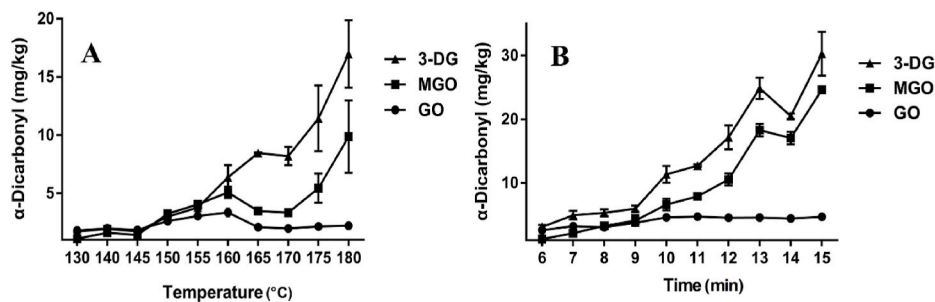 A
α-Dicarbonyl (mg/kg)
20
15
10
5
130 140 145 150 155 160 165 170 175 180
Temperature (°C)
3-DG
MGO
GO
B
α-Dicarbonyl (mg/kg)
30
20
10
6 7 8 9 10 11 12 13 14 15
Time (min)
3-DG
MGO
GO